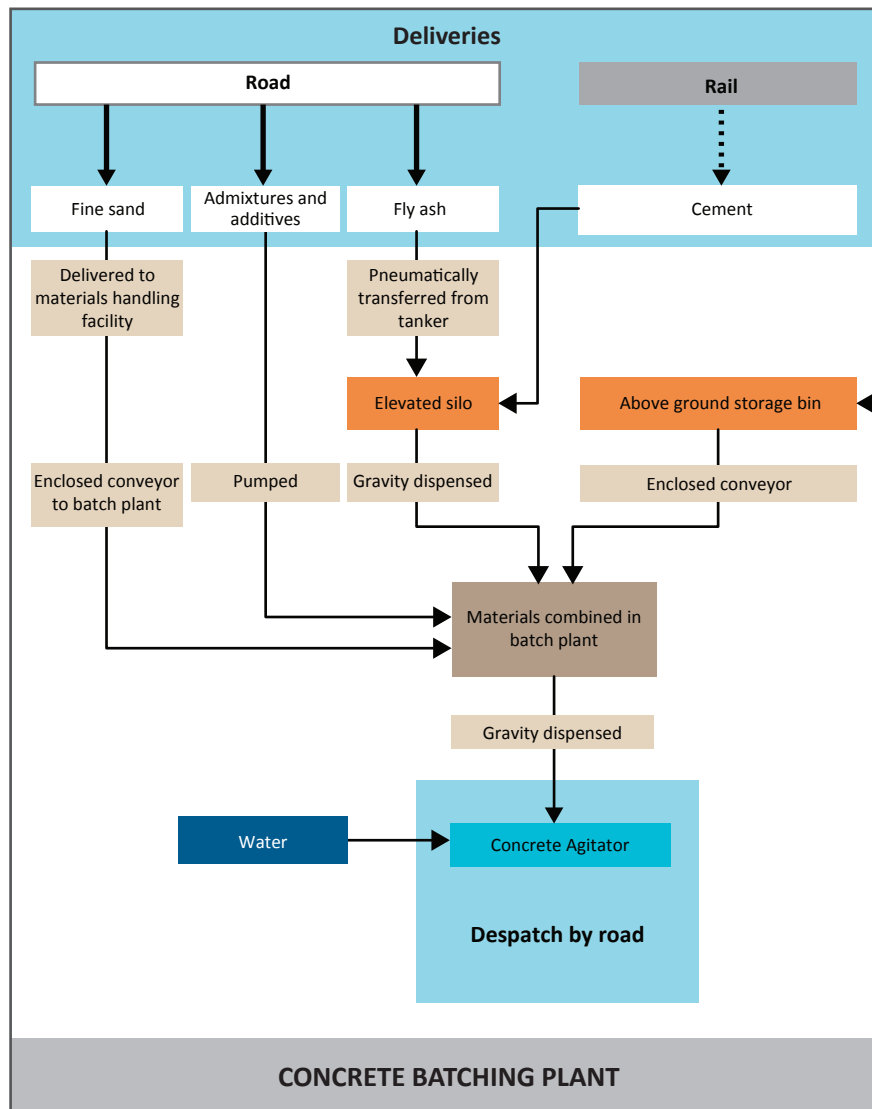 Deliveries
Road
Rail
Fine sand
Admixtures and
additives
Fly ash
Cement
Delivered to
materials handling
facility
Pneumatically
transferred from
tanker
Elevated silo
Above ground storage bin
Enclosed conveyor
to batch plant
Pumped
Gravity dispensed
Enclosed conveyor
Materials combined in
batch plant
Gravity dispensed
Water
Concrete Agitator
Despatch by road
CONCRETE BATCHING PLANT